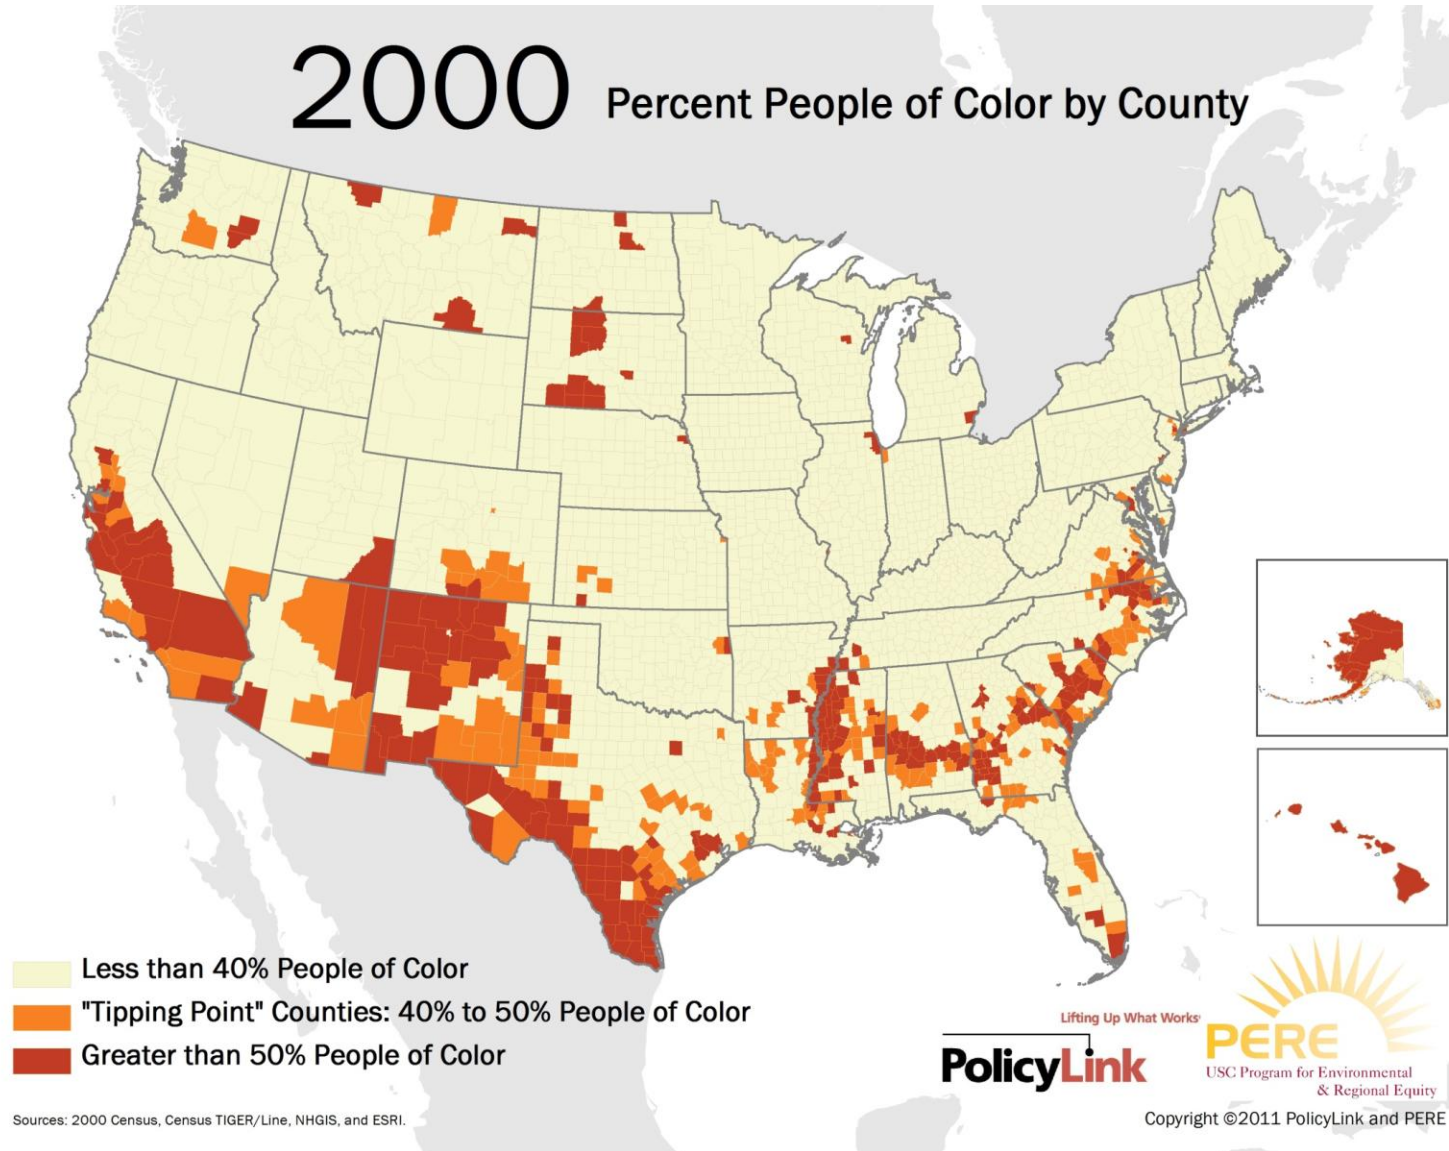 2000 Percent People of Color by County
Less than 40% People of Color
"Tipping Point" Counties: 40% to 50% People of Color
Greater than 50% People of Color
Lifting Up What Works
PolicyLink
PERE
USC Program for Environmental
& Regional Equity
Sources: 2000 Census, Census TIGER/Line, NHGIS, and ESRI.
Copyright ©2011 PolicyLink and PERE